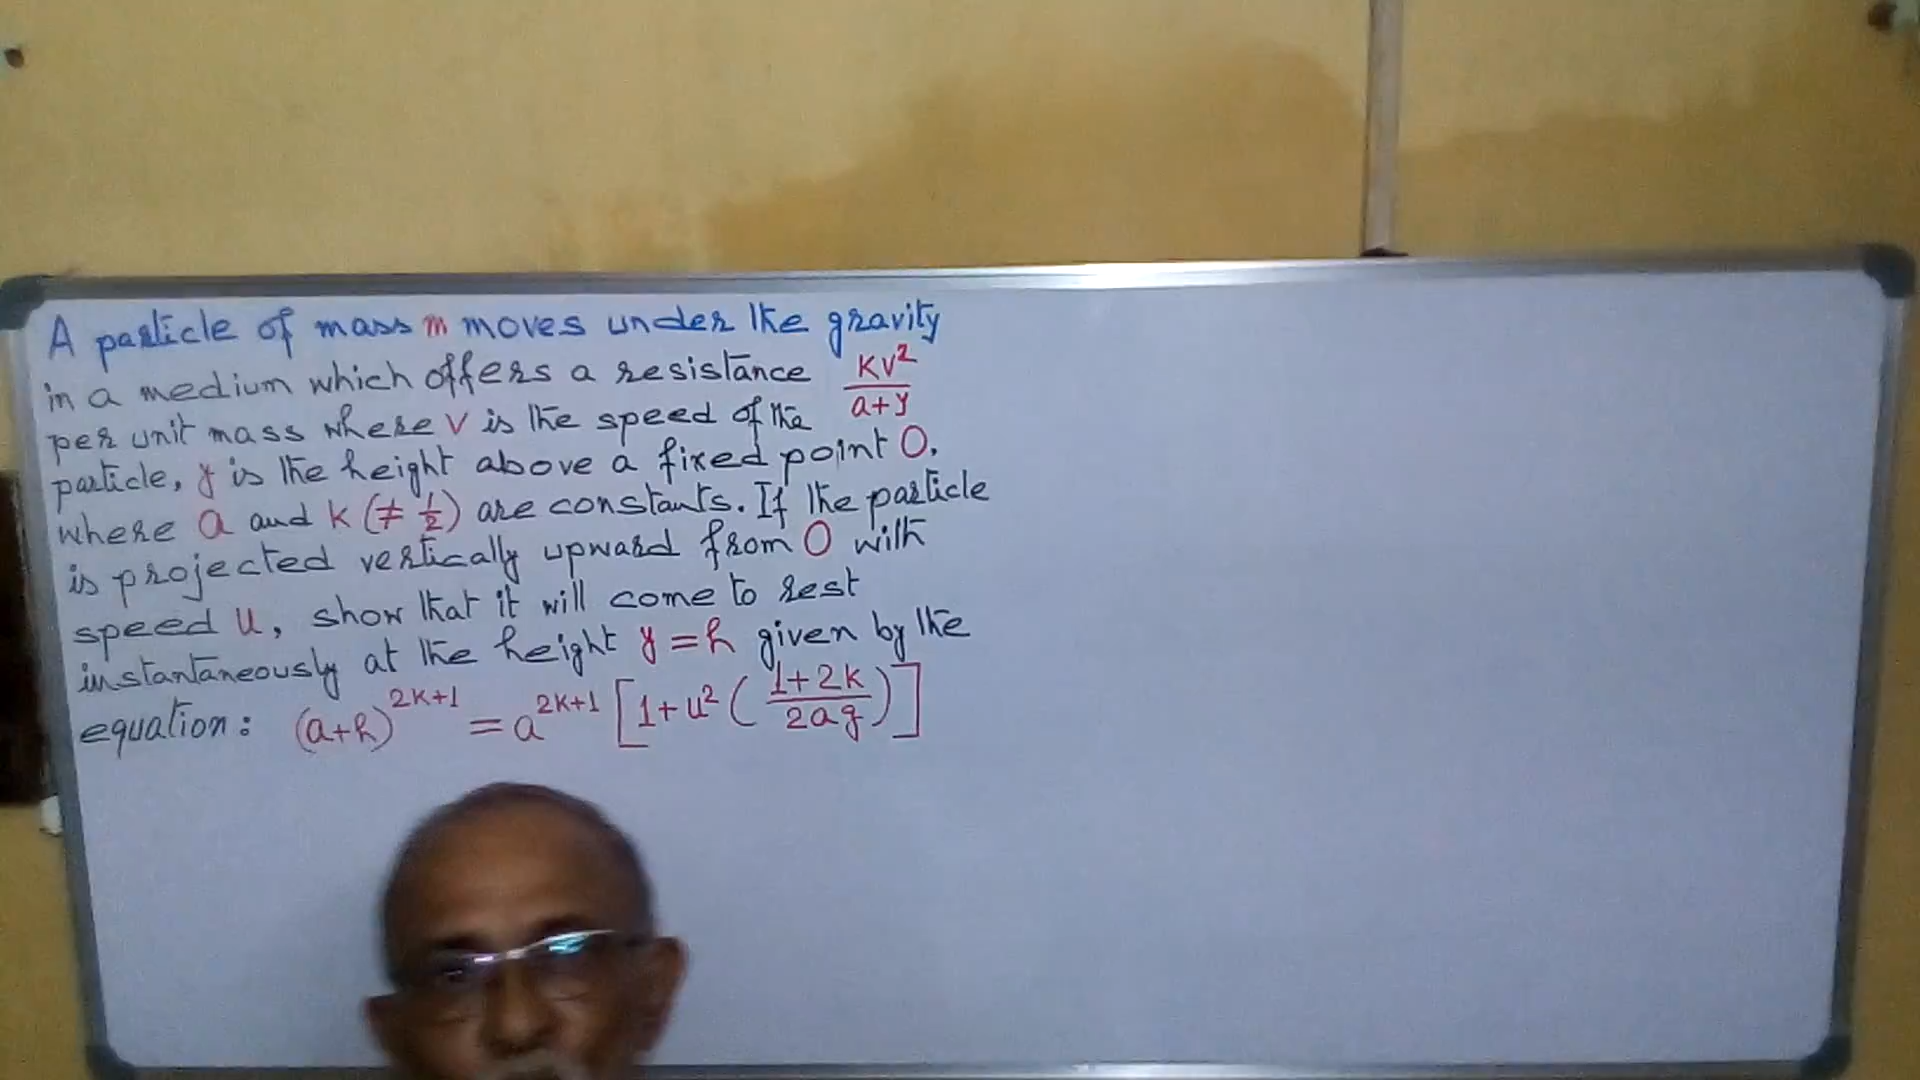 A particle of mass m moves under the gravity
in a medium which offers a resistance kv²/(a+y)
per unit mass where v is the speed of the
particle, y is the height above a fixed point O.
where a and k (≠ 1/2) are constants. If the particle
is projected vertically upward from O with
speed u, show that it will come to rest
instantaneously at the height y = h given by the
equation: (a+h)^(2k+1) = a^(2k+1) [1+u² ((1+2k)/(2ag))]